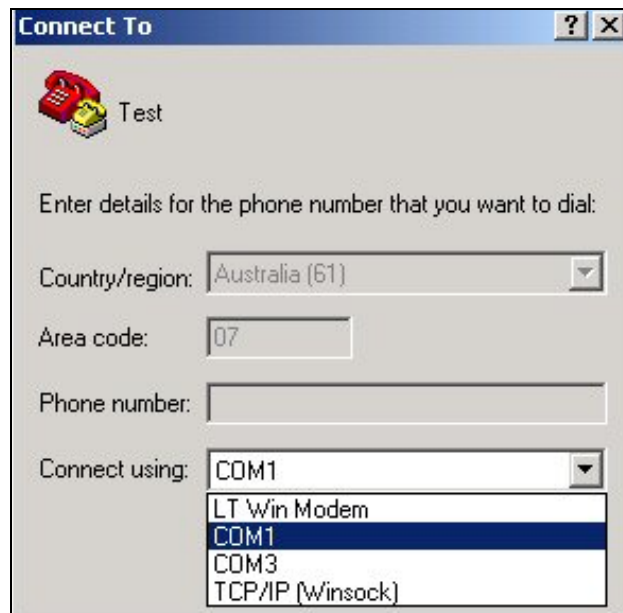 Connect To
Test
Enter details for the phone number that you want to dial:
Country/region: Australia (61)
Area code: 07
Phone number:
Connect using: COM1
LT Win Modem
COM1
COM3
TCP/IP (Winsock)